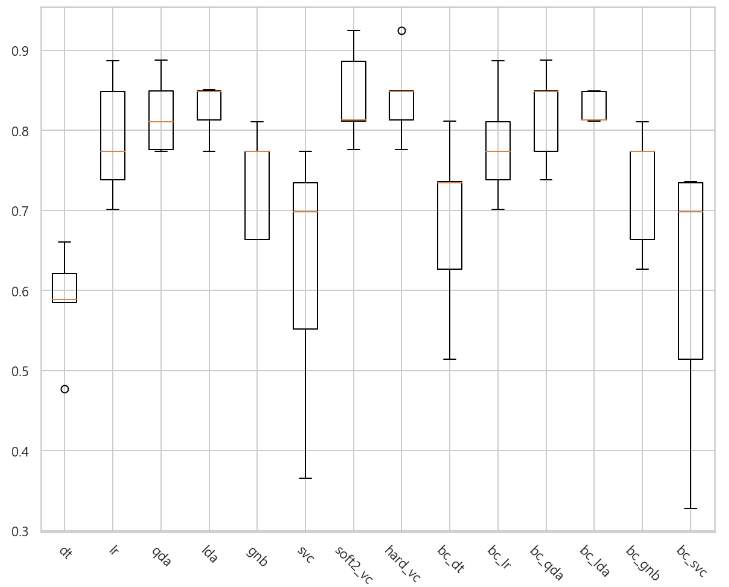 0.9
0.8
0.7
0.6
0.5
0.4
0.3
dt
lr
qda
lda
gnb
svc
soft2_vc
hard_vc
bc_dt
bc_lr
bc_qda
bc_lda
bc_gnb
bc_svc